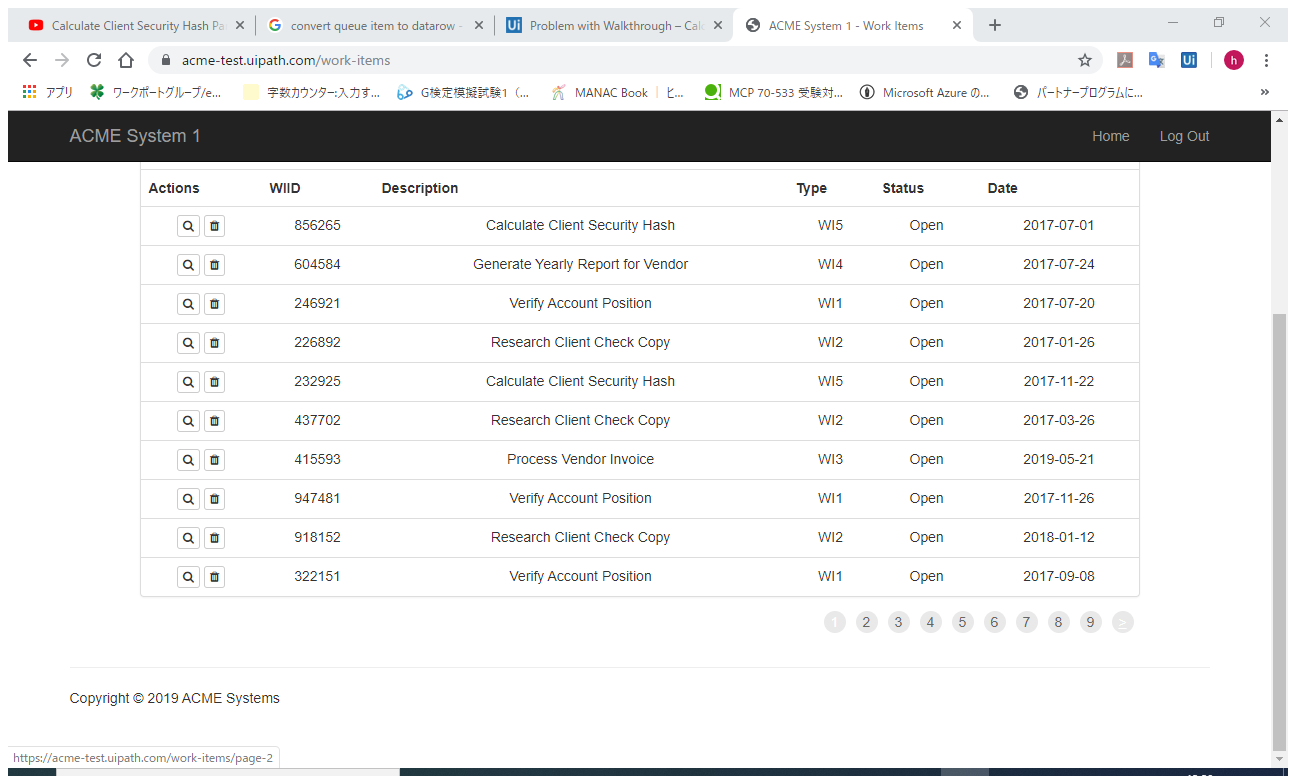 Calculate Client Security Hash Pa
convert queue item to datarow -
Ui Problem with Walkthrough – Calc
ACME System 1 - Work Items
acme-test.uipath.com/work-items
Ui
h
アプリ
ワークポートグループ/e...
字数カウンター:入力す...
G検定模擬試験1（...
MANAC Book | ヒ...
MCP 70-533 受験対...
Microsoft Azure の...
パートナープログラムに...
»
ACME System 1 Home Log Out
Actions WIID Description Type Status Date
856265 Calculate Client Security Hash WI5 Open 2017-07-01
604584 Generate Yearly Report for Vendor WI4 Open 2017-07-24
246921 Verify Account Position WI1 Open 2017-07-20
226892 Research Client Check Copy WI2 Open 2017-01-26
232925 Calculate Client Security Hash WI5 Open 2017-11-22
437702 Research Client Check Copy WI2 Open 2017-03-26
415593 Process Vendor Invoice WI3 Open 2019-05-21
947481 Verify Account Position WI1 Open 2017-11-26
918152 Research Client Check Copy WI2 Open 2018-01-12
322151 Verify Account Position WI1 Open 2017-09-08
1 2 3 4 5 6 7 8 9 >
Copyright © 2019 ACME Systems
https://acme-test.uipath.com/work-items/page-2